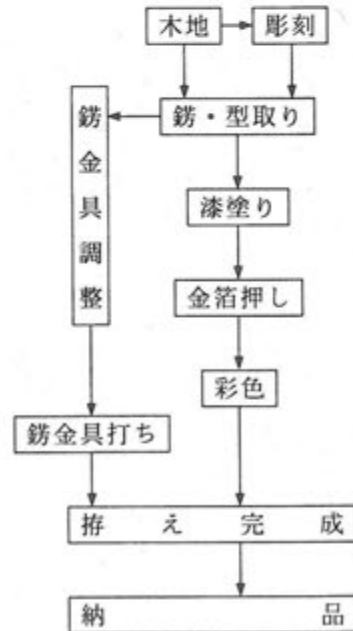 木地
彫刻
錺・型取り
錺金具調整
漆塗り
金箔押し
彩色
錺金具打ち
拵え完成
納品